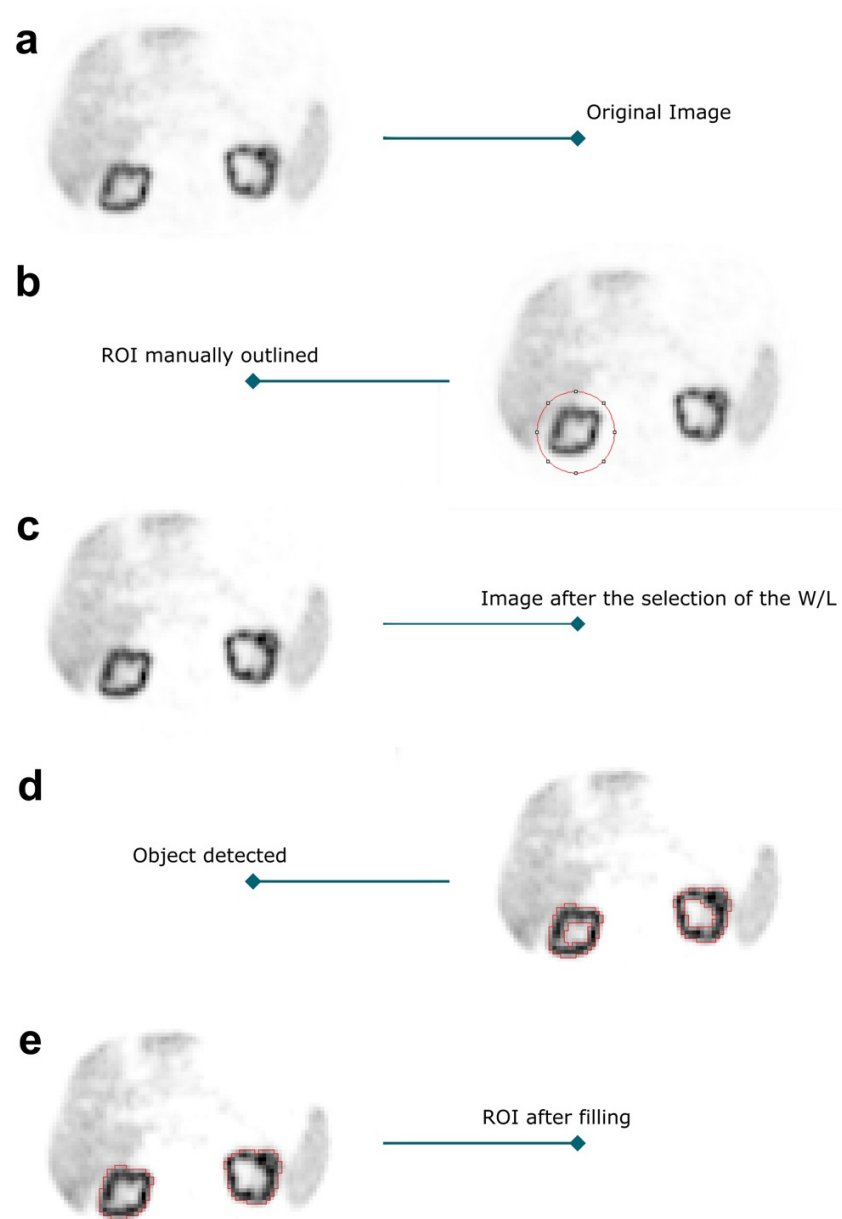 a
Original Image
b
ROI manually outlined
c
Image after the selection of the W/L
d
Object detected
e
ROI after filling